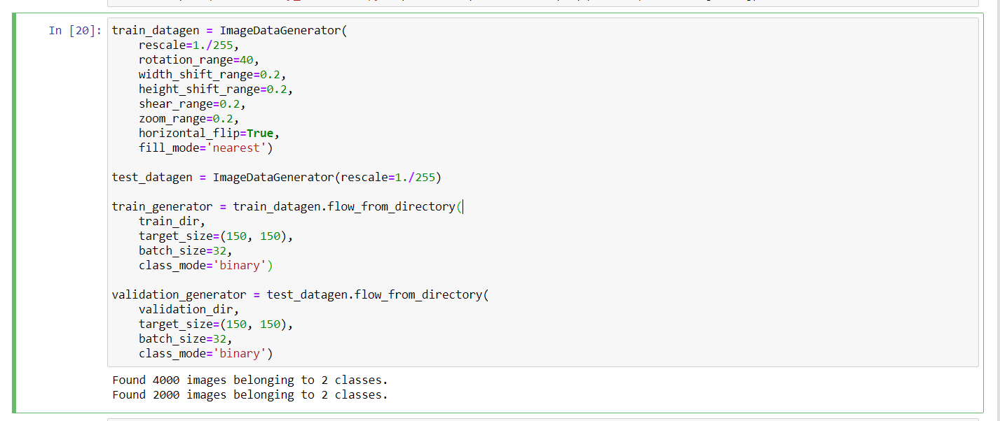 In [20]: train_datagen = ImageDataGenerator(
    rescale=1./255,
    rotation_range=40,
    width_shift_range=0.2,
    height_shift_range=0.2,
    shear_range=0.2,
    zoom_range=0.2,
    horizontal_flip=True,
    fill_mode='nearest')
test_datagen = ImageDataGenerator(rescale=1./255)
train_generator = train_datagen.flow_from_directory(
    train_dir,
    target_size=(150, 150),
    batch_size=32,
    class_mode='binary')
validation_generator = test_datagen.flow_from_directory(
    validation_dir,
    target_size=(150, 150),
    batch_size=32,
    class_mode='binary')
Found 4000 images belonging to 2 classes.
Found 2000 images belonging to 2 classes.